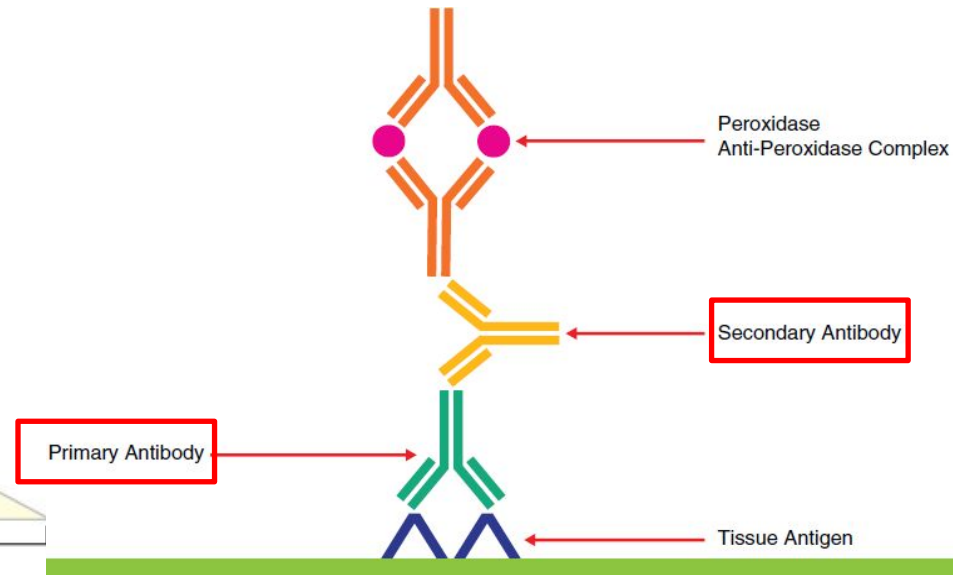 Peroxidase
Anti-Peroxidase Complex
Secondary Antibody
Primary Antibody
Tissue Antigen